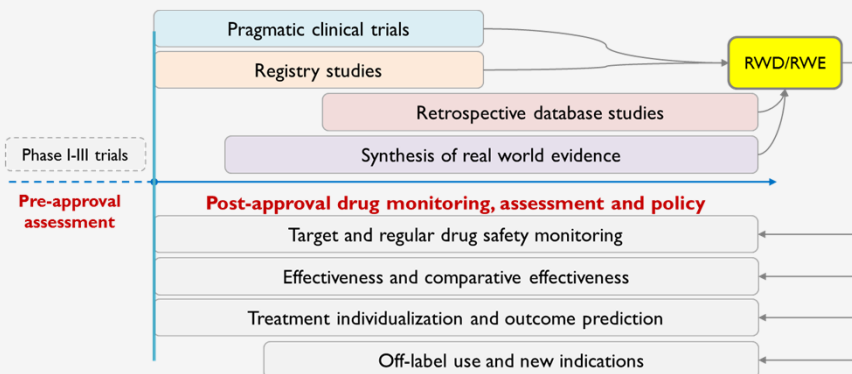 Pragmatic clinical trials
Registry studies
RWD/RWE
Retrospective database studies
Phase I-III trials
Synthesis of real world evidence
Pre-approval
assessment
Post-approval drug monitoring, assessment and policy
Target and regular drug safety monitoring
Effectiveness and comparative effectiveness
Treatment individualization and outcome prediction
Off-label use and new indications